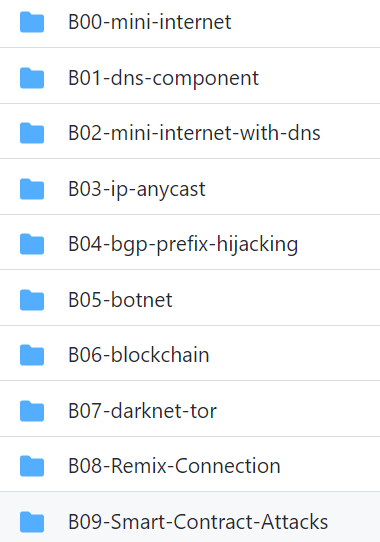 B00-mini-internet
B01-dns-component
B02-mini-internet-with-dns
B03-ip-anycast
B04-bgp-prefix-hijacking
B05-botnet
B06-blockchain
B07-darknet-tor
B08-Remix-Connection
B09-Smart-Contract-Attacks